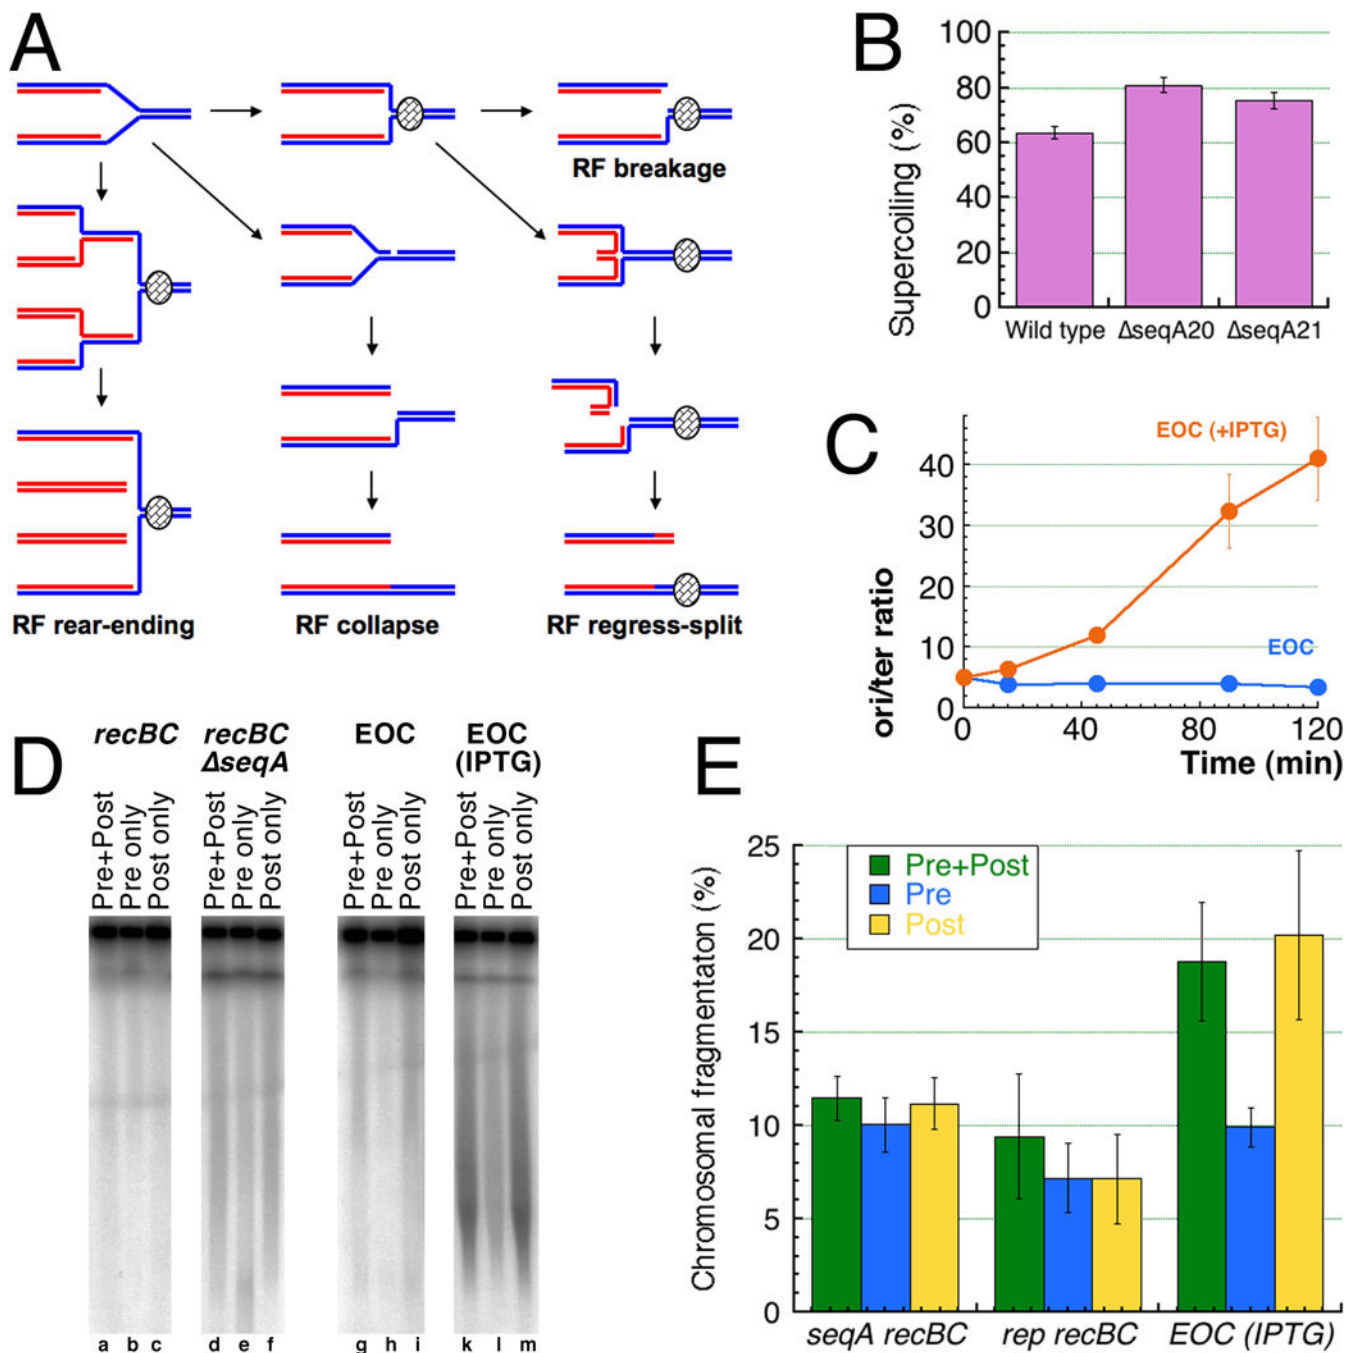 A
RF breakage
RF rear-ending
RF collapse
RF regress-split
B
Supercoiling (%)
100
80
60
40
20
0
Wild type ΔseqA20 ΔseqA21
C
ori/ter ratio
EOC (+IPTG)
EOC
40
30
20
10
0
0 40 80 120
Time (min)
D
recBC recBC EOC EOC
ΔseqA (IPTG)
Pre+Post Pre only Post only Pre+Post Pre only Post only Pre+Post Pre only Post only Pre+Post Pre only Post only
a b c d e f g h i k l m
E
Chromosomal fragmentaton (%)
25
20
15
10
5
0
Pre+Post
Pre
Post
seqA recBC rep recBC EOC (IPTG)